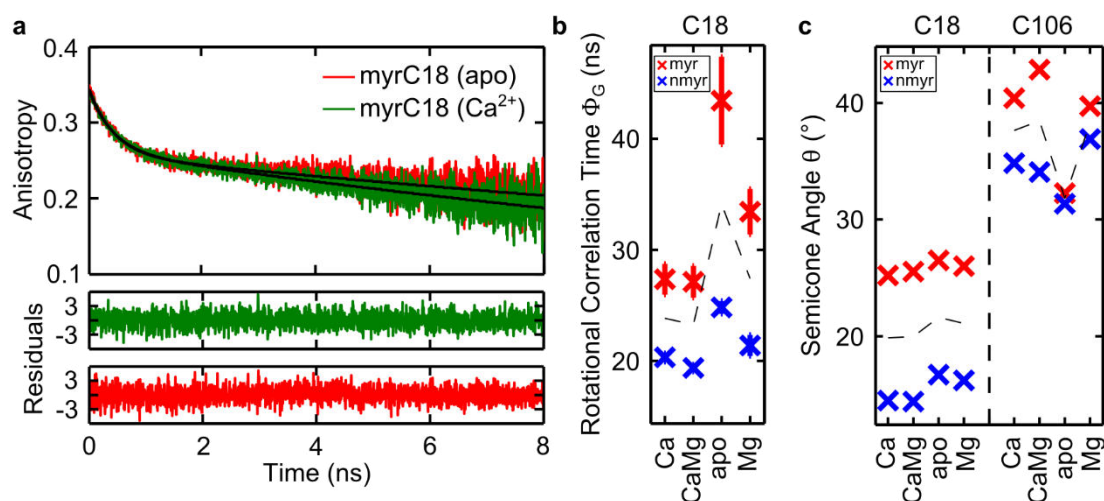 a
0.4
0.3
0.2
0.1
Anisotropy
myrC18 (apo)
myrC18 (Ca²⁺)
3
-3
3
-3
Residuals
0 2 4 6 8
Time (ns)
b
C18
myr
nmyr
Rotational Correlation Time Φ_G (ns)
40
30
20
Ca CaMg apo Mg
c
C18 C106
myr
nmyr
Semicone Angle θ (°)
40
30
20
Ca CaMg apo Mg Ca CaMg apo Mg